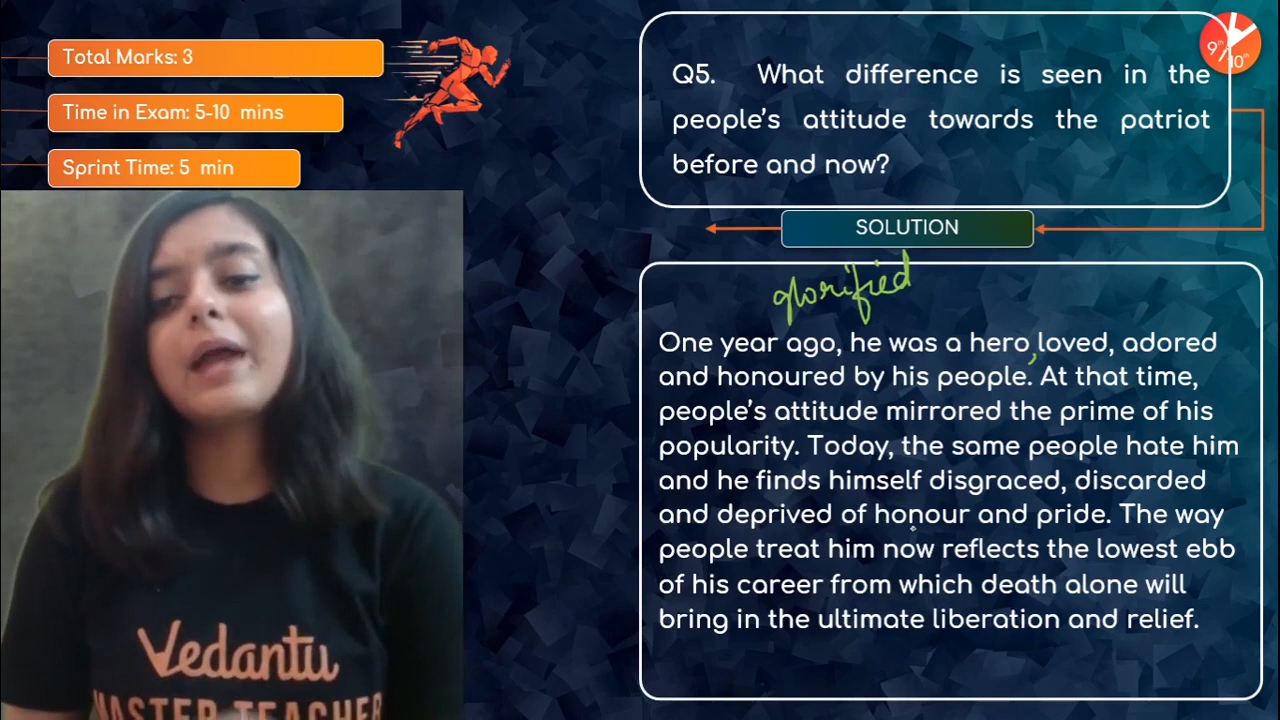 Total Marks: 3
Time in Exam: 5-10 mins
Sprint Time: 5 min
9th
10th
Q5. What difference is seen in the
people's attitude towards the patriot
before and now?
SOLUTION
glorified
One year ago, he was a hero, loved, adored
and honoured by his people. At that time,
people's attitude mirrored the prime of his
popularity. Today, the same people hate him
and he finds himself disgraced, discarded
and deprived of honour and pride. The way
people treat him now reflects the lowest ebb
of his career from which death alone will
bring in the ultimate liberation and relief.
Vedantu
MASTER TEACHER